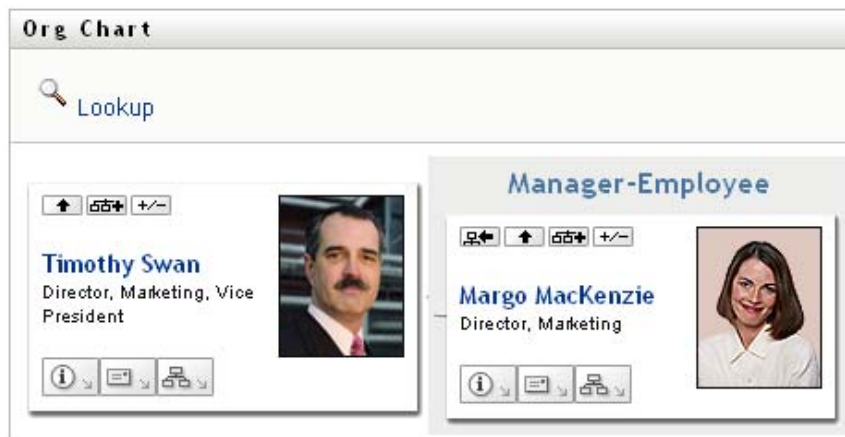 Org Chart
Lookup
Manager-Employee
+/-
Timothy Swan
Director, Marketing, Vice
President
+/-
Margo MacKenzie
Director, Marketing